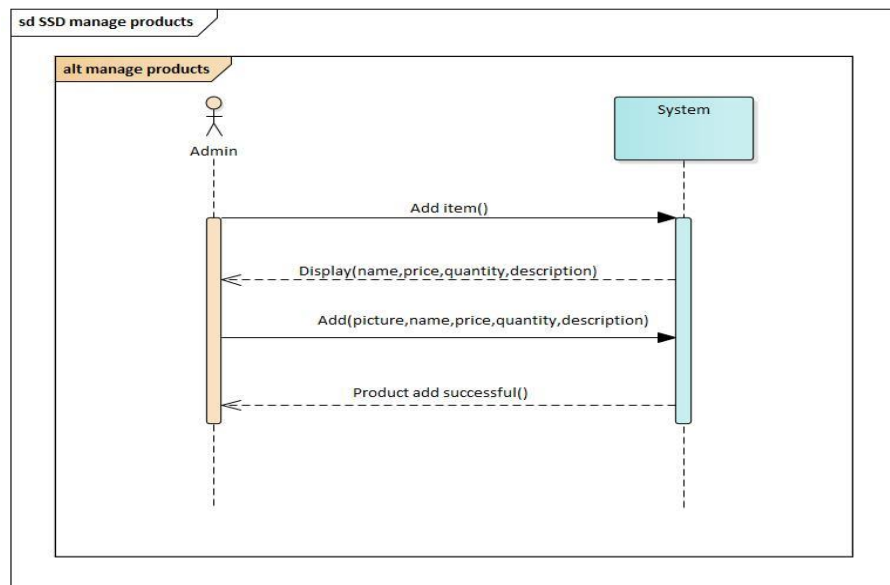 sd SSD manage products
alt manage products
Admin
System
Add item()
Display(name,price,quantity,description)
Add(picture,name,price,quantity,description)
Product add successful()